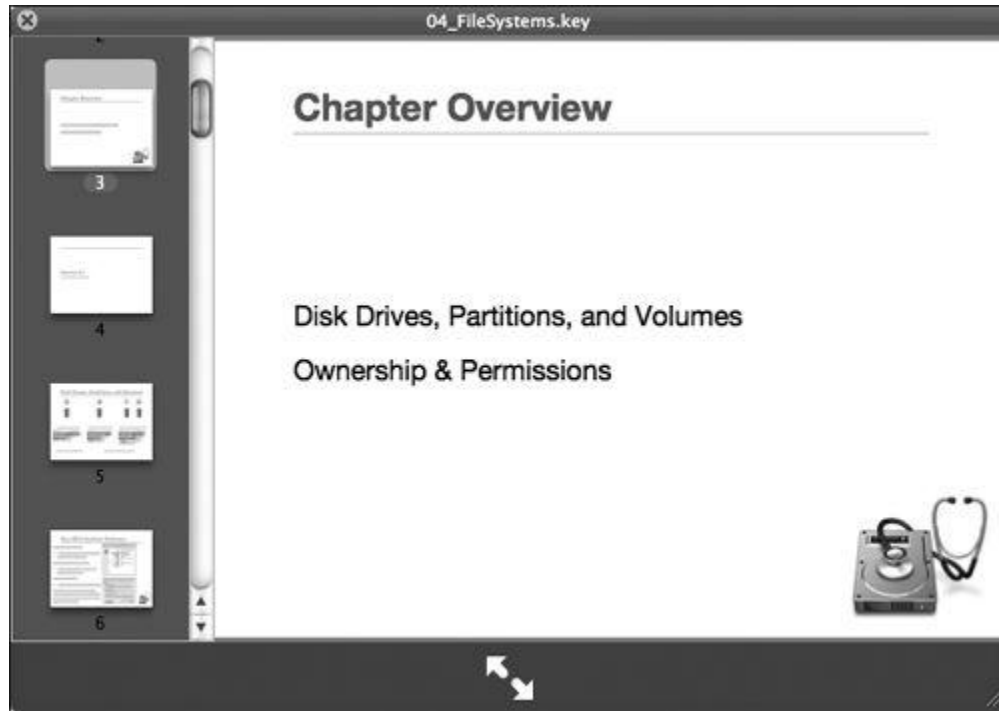 04_FileSystems.key
3
4
5
6
Chapter Overview
Disk Drives, Partitions, and Volumes
Ownership & Permissions